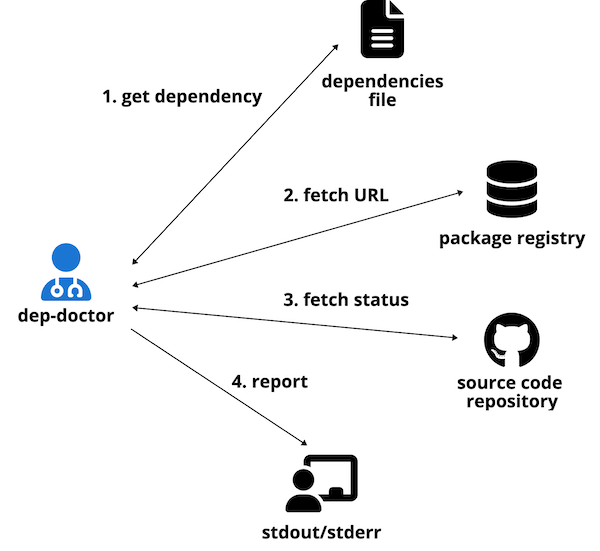 dependencies
file
1. get dependency
2. fetch URL
package registry
dep-doctor
3. fetch status
source code
repository
4. report
stdout/stderr